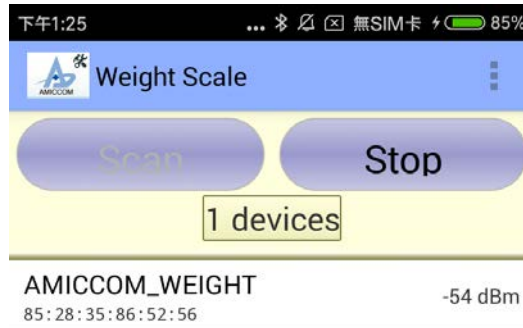 下午1:25 ... 無SIM卡 85%
AMICCOM Weight Scale
Scan Stop
1 devices
AMICCOM_WEIGHT -54 dBm
85:28:35:86:52:56